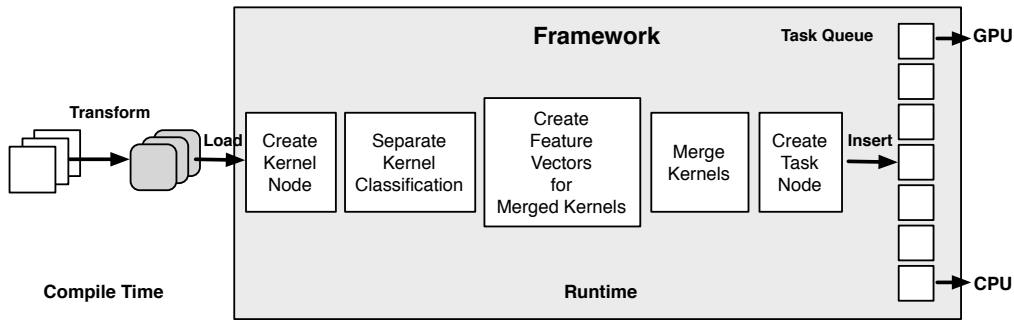 Framework
Task Queue
GPU
Transform
Load
Create
Kernel
Node
Separate
Kernel
Classification
Create
Feature
Vectors
for
Merged Kernels
Merge
Kernels
Create
Task
Node
Insert
Compile Time
Runtime
CPU